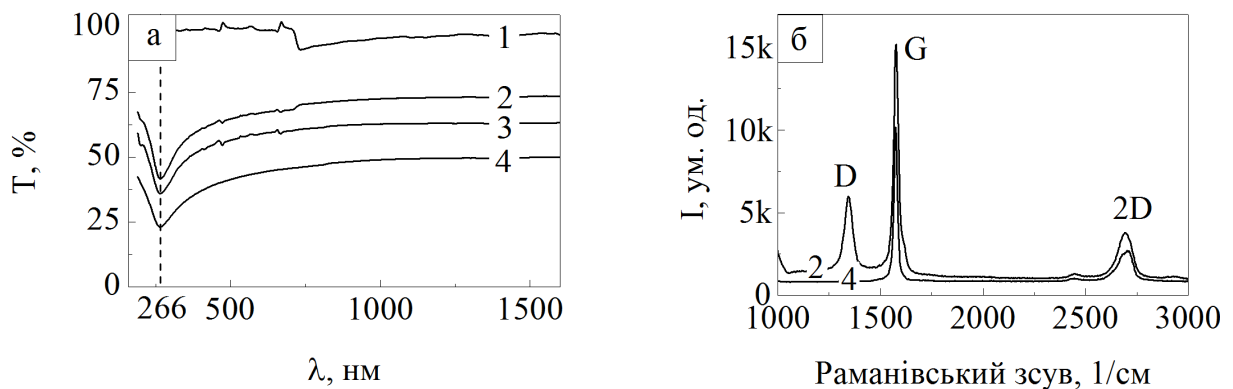 100
75
50
25
0
T, %
а
1
2
3
4
266
500
1000
1500
λ, нм
15k
10k
5k
0
I, ум. од.
б
G
D
2D
2
4
1000
1500
2000
2500
3000
Раманівський зсув, 1/см